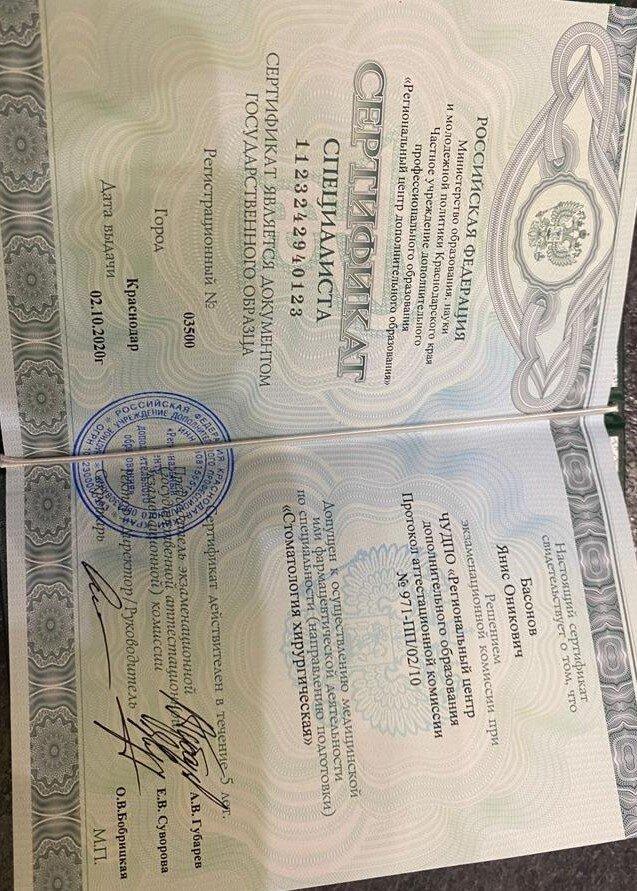 РОССИЙСКАЯ ФЕДЕРАЦИЯ
Министерство образования, науки
и молодежной политики Краснодарского края
Частное учреждение дополнительного
профессионального образования
«Региональный центр дополнительного образования»
СЕРТИФИКАТ
СПЕЦИАЛИСТА
1123242940123
СЕРТИФИКАТ ЯВЛЯЕТСЯ ДОКУМЕНТОМ
ГОСУДАРСТВЕННОГО ОБРАЗЦА
Регистрационный № 03500
Город Краснодар
Дата выдачи 02.10.2020г
Настоящий сертификат
свидетельствует о том, что
Басонов
Янис Оникович
Решением
экзаменационной комиссии при
ЧУДПО «Региональный центр
дополнительного образования
Протокол аттестационной комиссии
№ 971-ПП/02/10
Допущен к осуществлению медицинской
или фармацевтической деятельности
по специальности (направлению подготовки)
«Стоматология хирургическая»
Сертификат действителен в течение 5 лет.
экзаменационной
аттестационной
комиссии
А.В. Губарев
Е.В. Суворова
Директор/Руководитель
О.В.Бобрицкая
М.П.